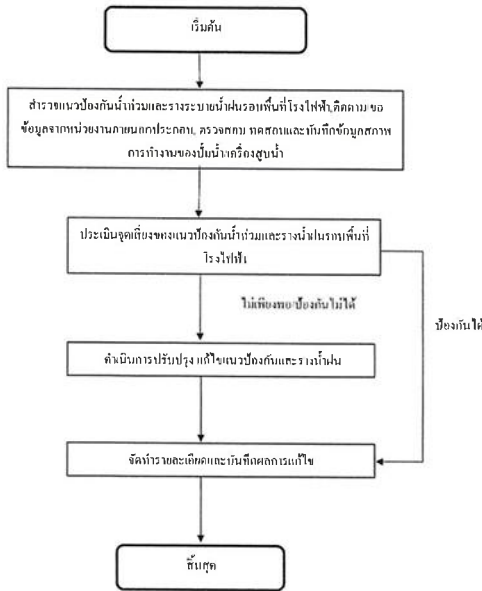 เริ่มต้น
สำรวจแนวป้องกันน้ำท่วมและรางระบายน้ำฝนรอบพื้นที่โรงไฟฟ้า,ติดตาม/ขอ
ข้อมูลจากหน่วยงานภายนอกประกอบ, ตรวจสอบ ทดสอบและบันทึกข้อมูลสภาพ
การทำงานของปั๊มน้ำ/เครื่องสูบน้ำ
ประเมินจุดเสี่ยงของแนวป้องกันน้ำท่วมและรางน้ำฝนรอบพื้นที่
โรงไฟฟ้า
ไม่เพียงพอ/ป้องกันไม่ได้
ป้องกันได้
ดำเนินการปรับปรุง แก้ไขแนวป้องกันและรางน้ำฝน
จัดทำรายละเอียดและบันทึกผลการแก้ไข
สิ้นสุด